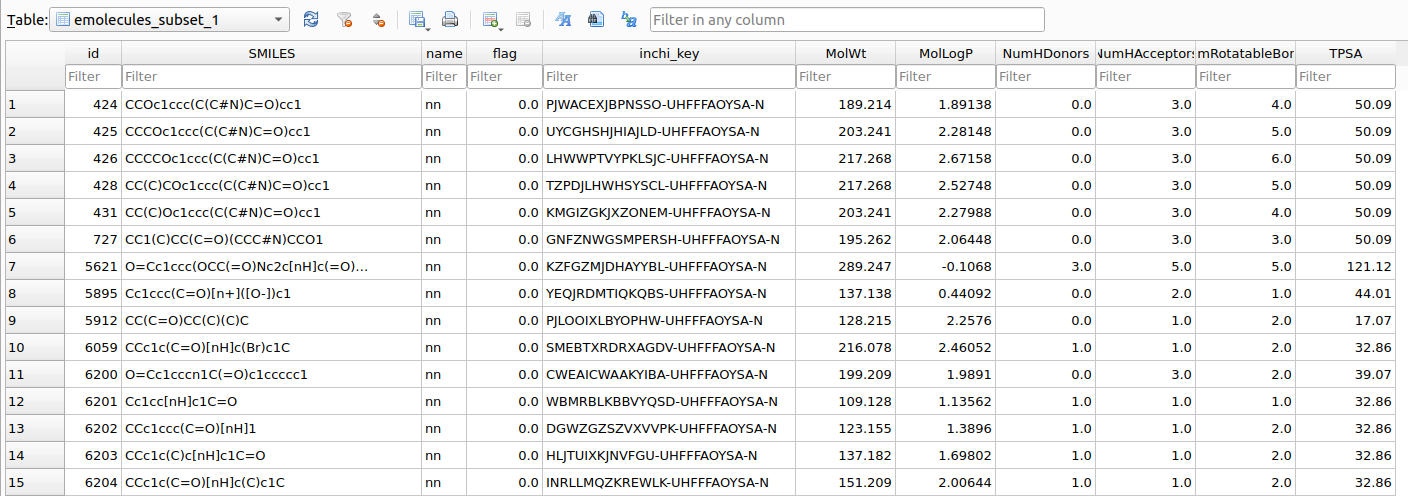 Table: emolecules_subset_1 Filter in any column
id SMILES name flag inchi_key MolWt MolLogP NumHDonors NumHAcceptors mRotatableBor TPSA
Filter Filter Filter Filter Filter Filter Filter Filter Filter Filter Filter
1 424 CCOc1ccc(C(C#N)C=O)cc1 nn 0.0 PJWACEXJBPNSSO-UHFFFAOYSA-N 189.214 1.89138 0.0 3.0 4.0 50.09
2 425 CCCOc1ccc(C(C#N)C=O)cc1 nn 0.0 UYCGHSHJHIAJLD-UHFFFAOYSA-N 203.241 2.28148 0.0 3.0 5.0 50.09
3 426 CCCCOc1ccc(C(C#N)C=O)cc1 nn 0.0 LHWWPTVYPKLSJC-UHFFFAOYSA-N 217.268 2.67158 0.0 3.0 6.0 50.09
4 428 CC(C)COc1ccc(C(C#N)C=O)cc1 nn 0.0 TZPDJLHWHSYSCL-UHFFFAOYSA-N 217.268 2.52748 0.0 3.0 5.0 50.09
5 431 CC(C)Oc1ccc(C(C#N)C=O)cc1 nn 0.0 KMGIZGKJXZONEM-UHFFFAOYSA-N 203.241 2.27988 0.0 3.0 4.0 50.09
6 727 CC1(C)CC(C=O)(CCC#N)CCO1 nn 0.0 GNFZNWGSMPERSH-UHFFFAOYSA-N 195.262 2.06448 0.0 3.0 3.0 50.09
7 5621 O=Cc1ccc(OCC(=O)Nc2c[nH]c(=O)... nn 0.0 KZFGZMJDHAYYBL-UHFFFAOYSA-N 289.247 -0.1068 3.0 5.0 5.0 121.12
8 5895 Cc1ccc(C=O)[n+]([O-])c1 nn 0.0 YEQJRDMTIQKQBS-UHFFFAOYSA-N 137.138 0.44092 0.0 2.0 1.0 44.01
9 5912 CC(C=O)CC(C)(C)C nn 0.0 PJLOOIXLBYOPHW-UHFFFAOYSA-N 128.215 2.2576 0.0 1.0 2.0 17.07
10 6059 CCc1c(C=O)[nH]c(Br)c1C nn 0.0 SMEBTXRDRXAGDV-UHFFFAOYSA-N 216.078 2.46052 1.0 1.0 2.0 32.86
11 6200 O=Cc1cccn1C(=O)c1ccccc1 nn 0.0 CWEAICWAAKYIBA-UHFFFAOYSA-N 199.209 1.9891 0.0 3.0 2.0 39.07
12 6201 Cc1cc[nH]c1C=O nn 0.0 WBMRBLKBBVYQSD-UHFFFAOYSA-N 109.128 1.13562 1.0 1.0 1.0 32.86
13 6202 CCc1ccc(C=O)[nH]1 nn 0.0 DGWZGZSZVXVVPK-UHFFFAOYSA-N 123.155 1.3896 1.0 1.0 2.0 32.86
14 6203 CCc1c(C)c[nH]c1C=O nn 0.0 HLJTUIXKJNVFGU-UHFFFAOYSA-N 137.182 1.69802 1.0 1.0 2.0 32.86
15 6204 CCc1c(C=O)[nH]c(C)c1C nn 0.0 INRLLMQZKREWLK-UHFFFAOYSA-N 151.209 2.00644 1.0 1.0 2.0 32.86